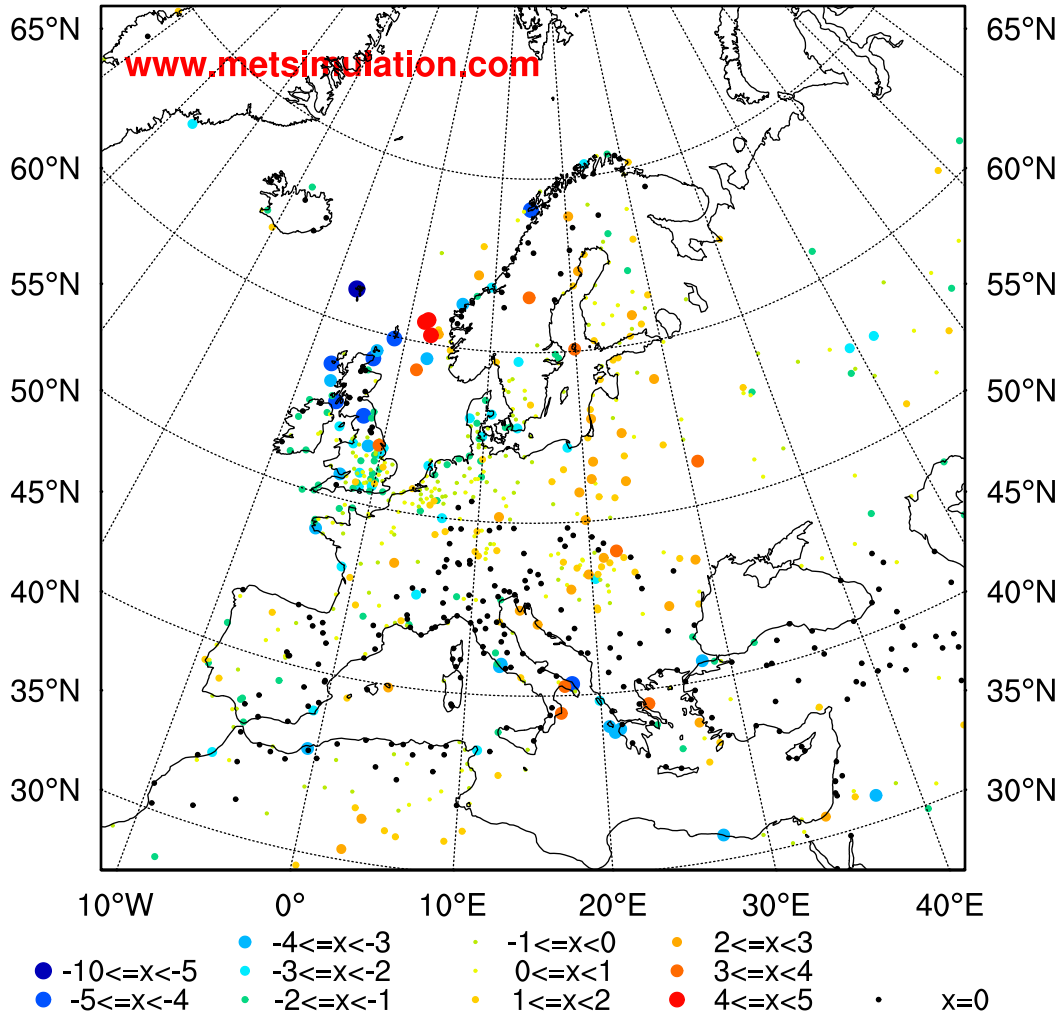 65°N 65°N
www.metsimulation.com
60°N 60°N
55°N 55°N
50°N 50°N
45°N 45°N
40°N 40°N
35°N 35°N
30°N 30°N
10°W 0° 10°E 20°E 30°E 40°E
-4<=x<-3 -1<=x<0 2<=x<3
-10<=x<-5 -3<=x<-2 0<=x<1 3<=x<4
-5<=x<-4 -2<=x<-1 1<=x<2 4<=x<5 x=0